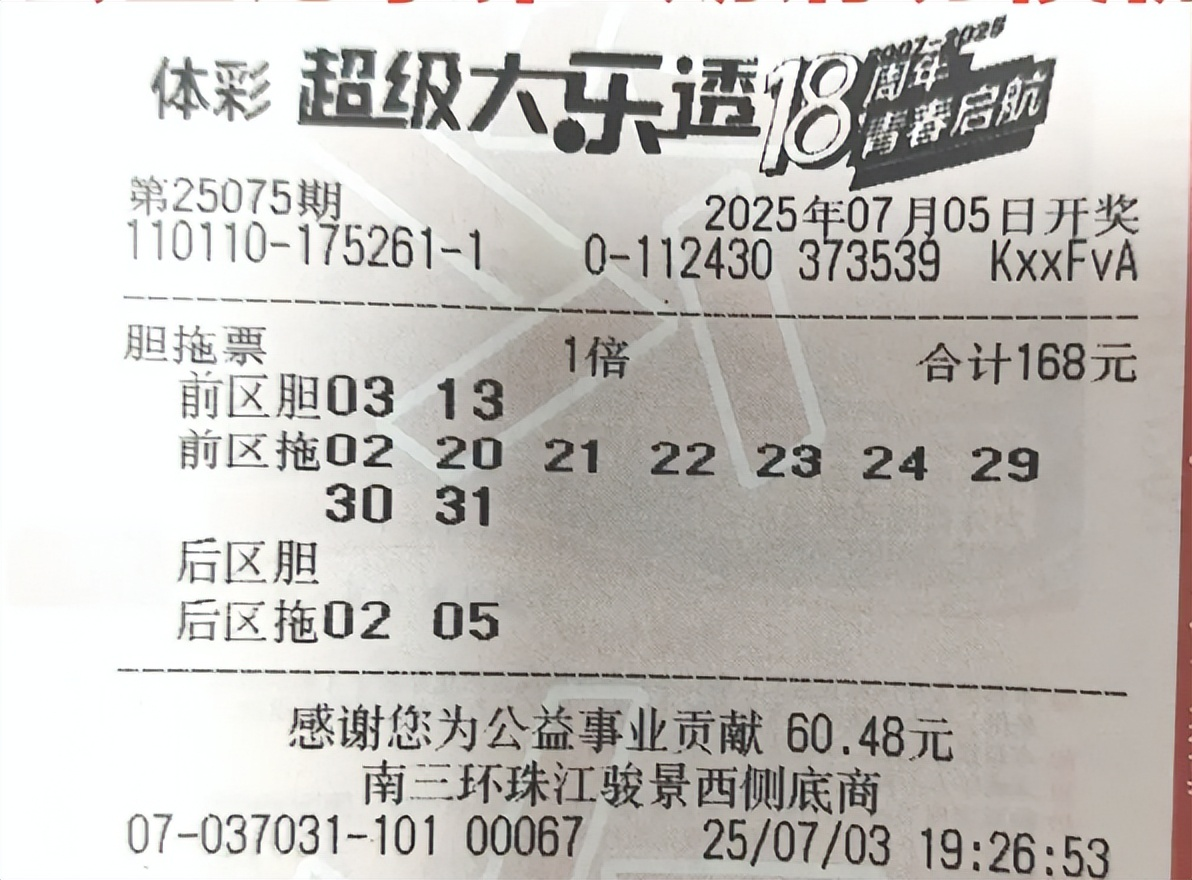 体彩 超级大乐透 18周年 2007-2025
青春启航
第25075期
2025年07月05日开奖
110110-175261-1 0-112430 373539 KxxFvA
胆拖票 1倍 合计168元
前区胆03 13
前区拖02 20 21 22 23 24 29
30 31
后区胆
后区拖02 05
感谢您为公益事业贡献 60.48元
南三环珠江骏景西侧底商
07-037031-101 00067 25/07/03 19:26:53